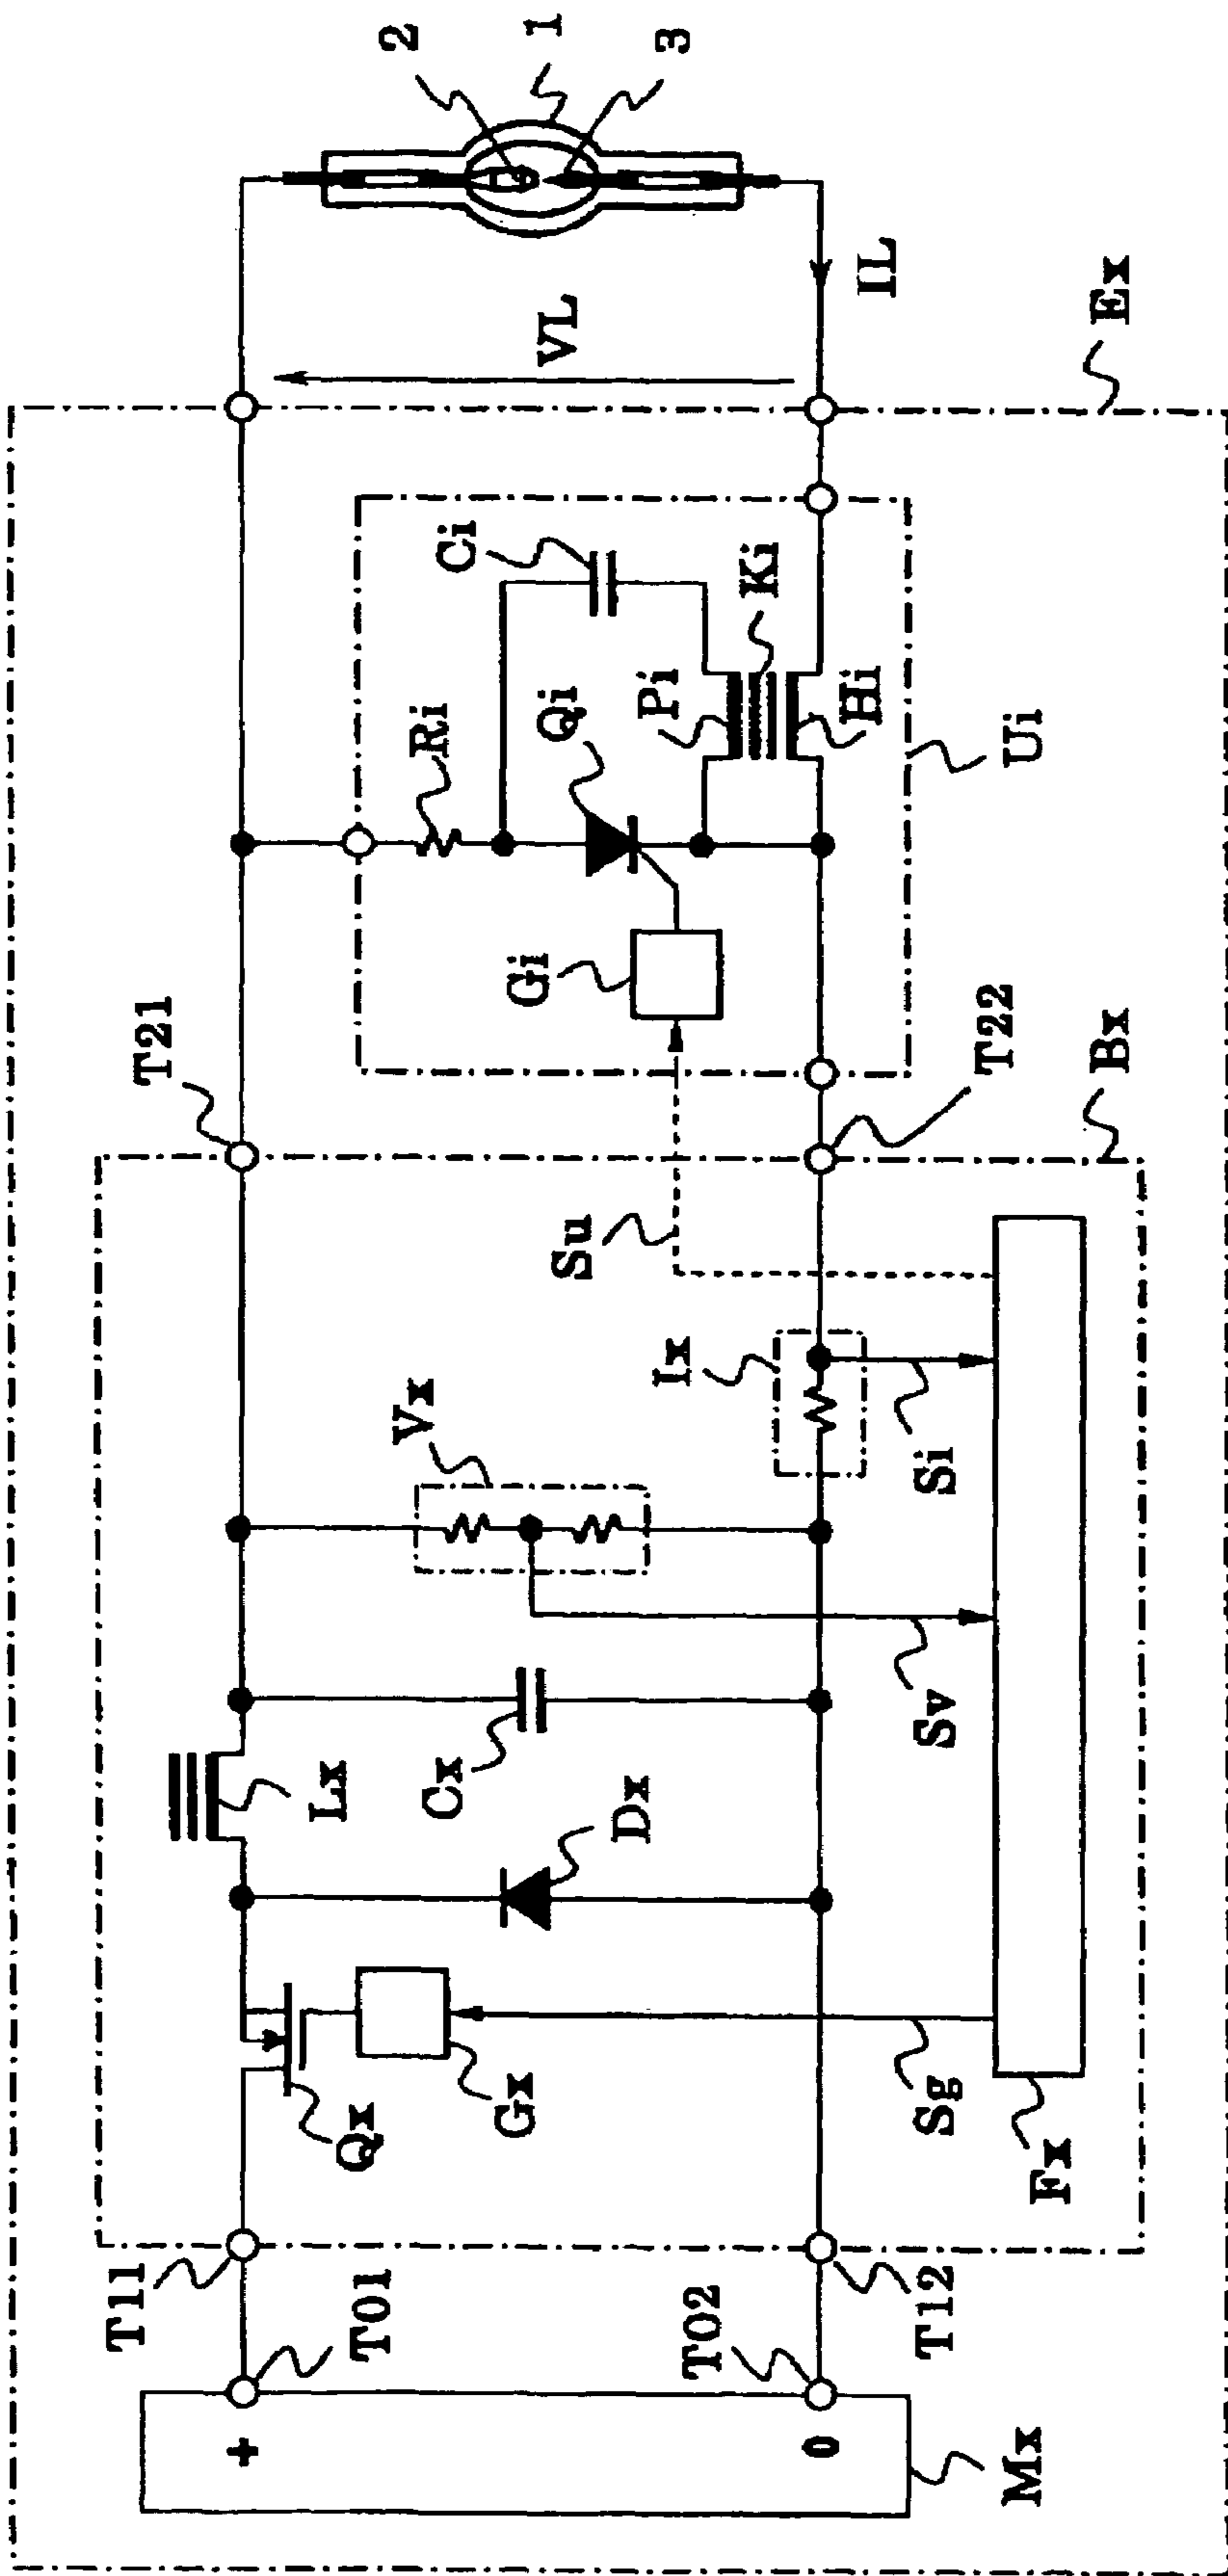 2
1
3
VL
IL
Ex
Ci
Ki
Pi
Hi
Ri
Qi
Gi
Ui
T21
T22
Bx
Su
Ix
Si
Vx
Sv
Lx
Cx
Dx
Qx
Gx
Sg
Fx
T11
T01
T02
T12
+
0
Mx